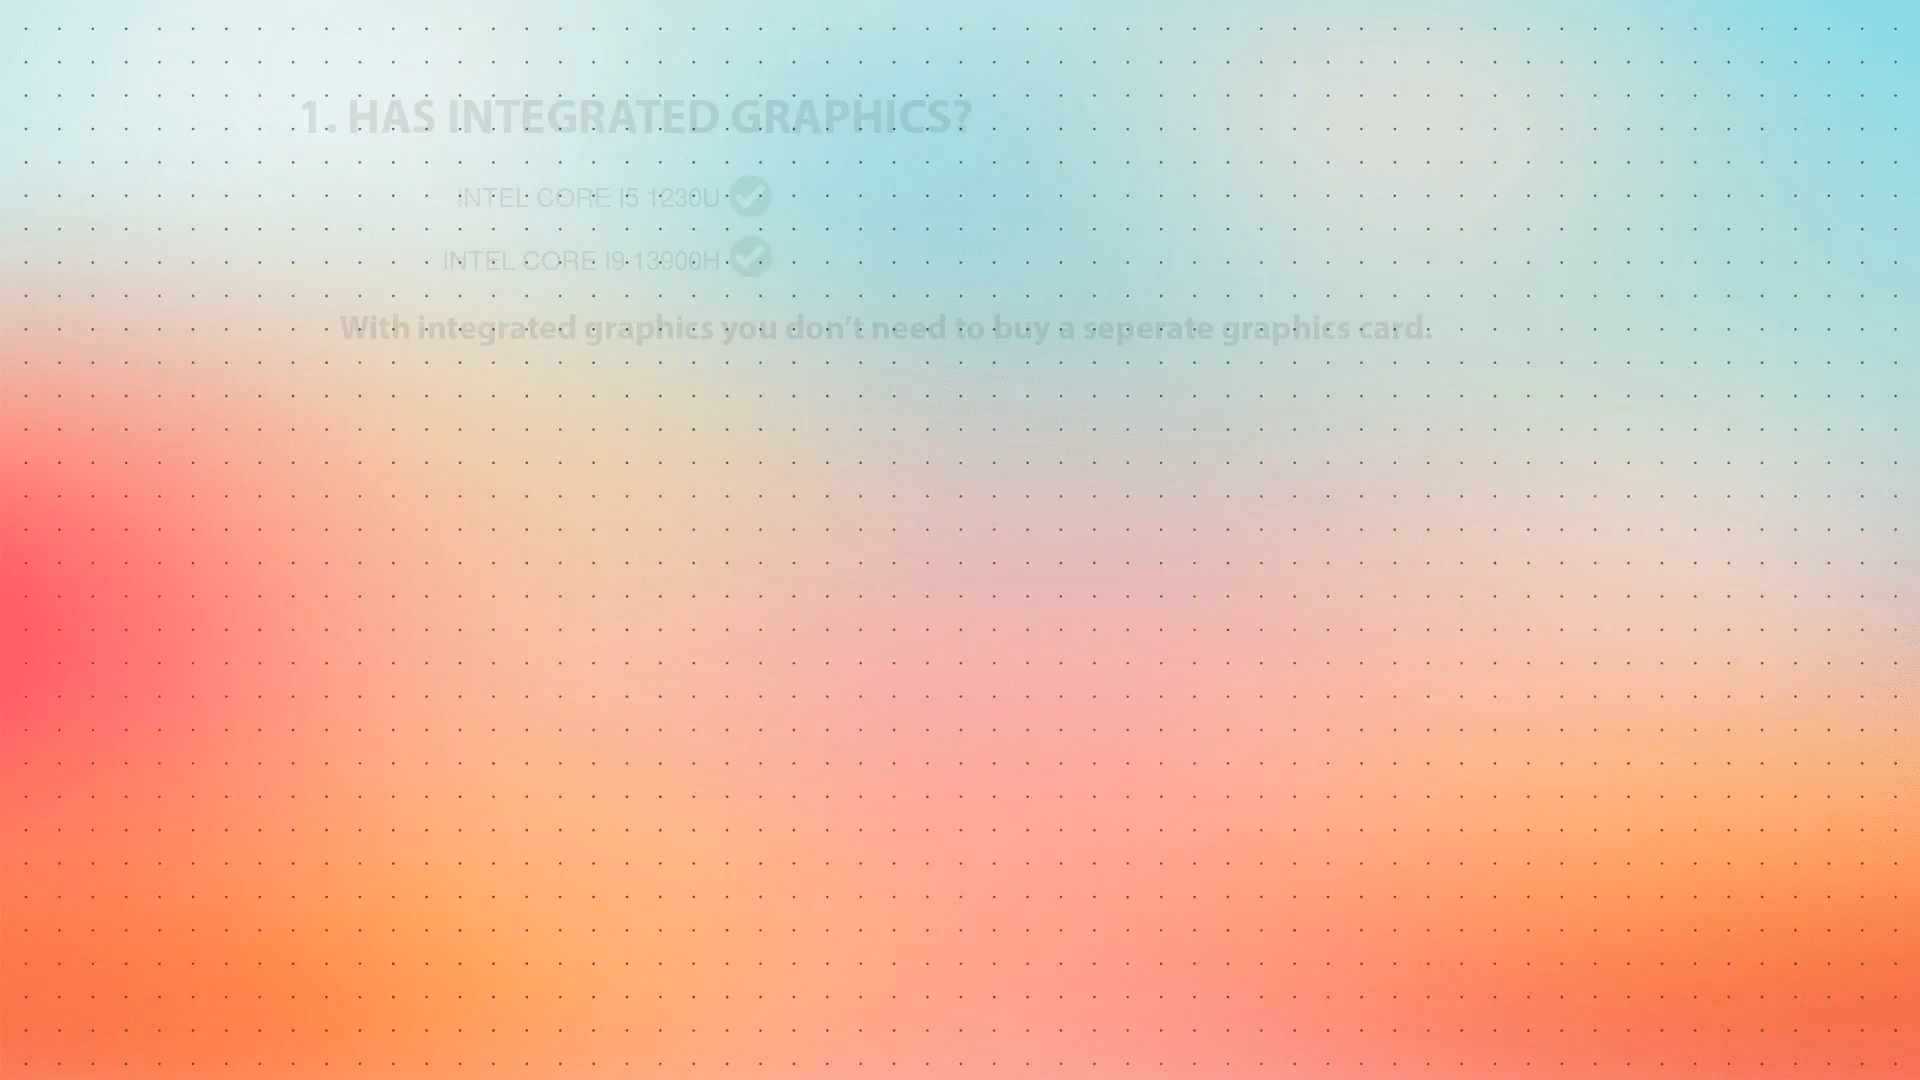 1. HAS INTEGRATED GRAPHICS?
INTEL CORE I5 1230U
INTEL CORE I9 13900H
With integrated graphics you don't need to buy a seperate graphics card.